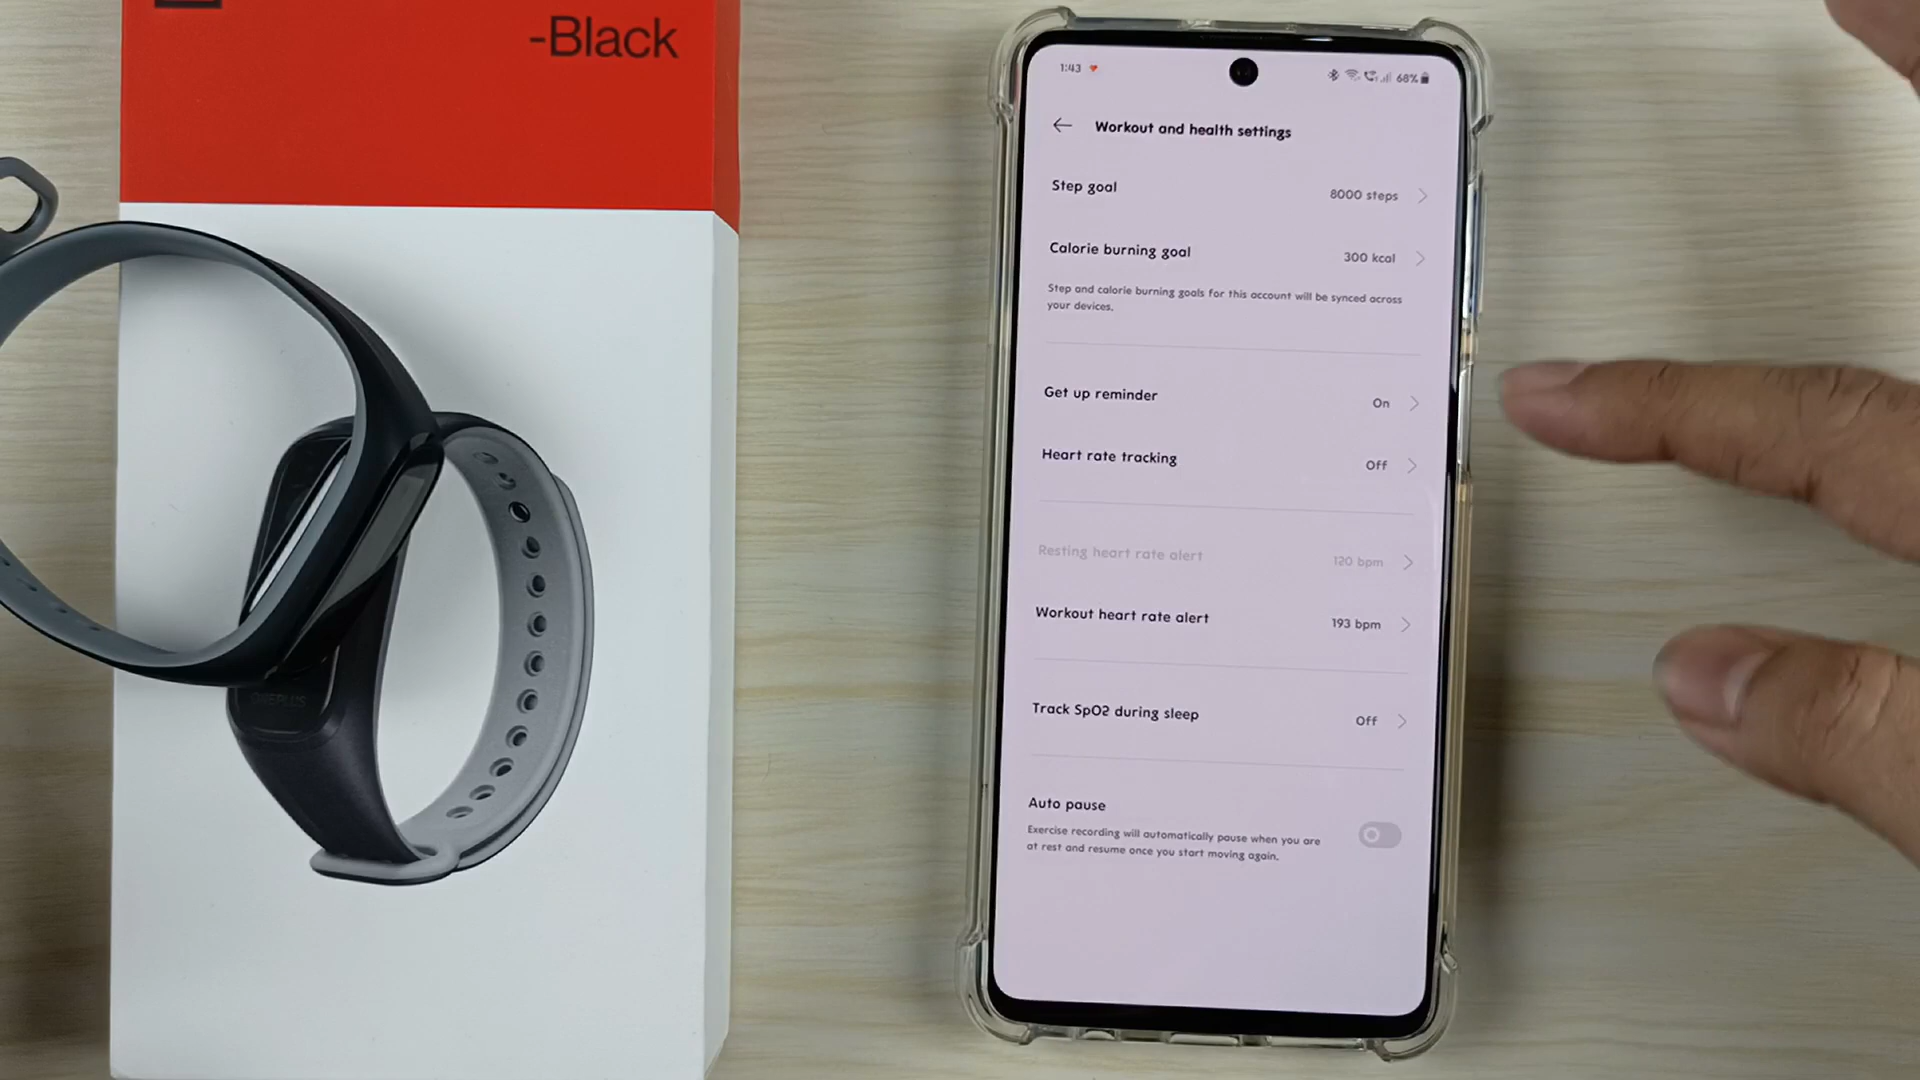 -Black
ONEPLUS
1:43
68%
Workout and health settings
Step goal
8000 steps
Calorie burning goal
300 kcal
Step and calorie burning goals for this account will be synced across
your devices.
Get up reminder
On
Heart rate tracking
Off
Resting heart rate alert
120 bpm
Workout heart rate alert
193 bpm
Track SpO2 during sleep
Off
Auto pause
Exercise recording will automatically pause when you are
at rest and resume once you start moving again.